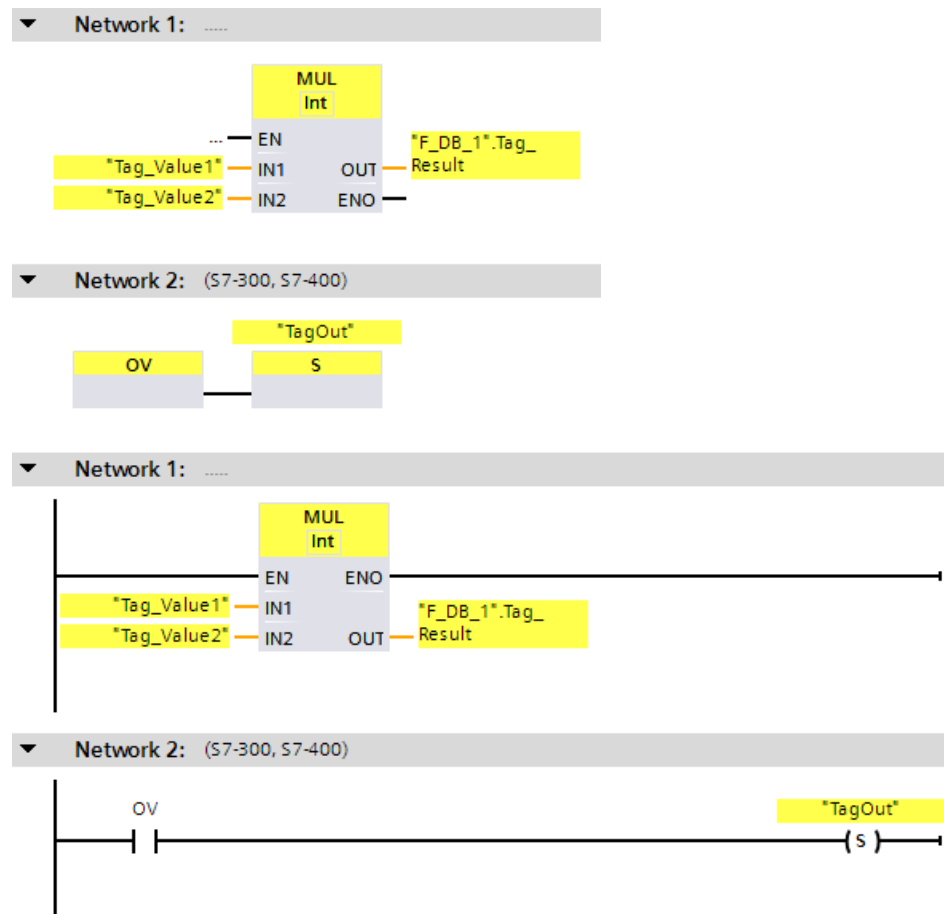 Network 1: .....
MUL
Int
... EN
"Tag_Value1" IN1 OUT "F_DB_1".Tag_
Result
"Tag_Value2" IN2 ENO
Network 2: (S7-300, S7-400)
"TagOut"
OV S
Network 1: .....
MUL
Int
EN ENO
"Tag_Value1" IN1 "F_DB_1".Tag_
"Tag_Value2" IN2 OUT Result
Network 2: (S7-300, S7-400)
OV "TagOut"
( S )